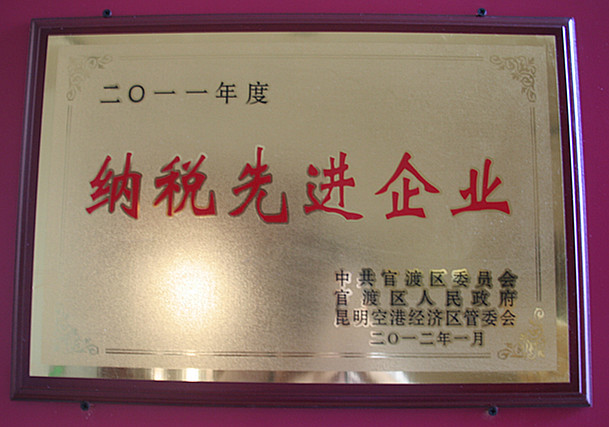 二〇一一年度
纳税先进企业
中共官渡区委员会
官渡区人民政府
昆明空港经济区管委会
二〇一二年一月